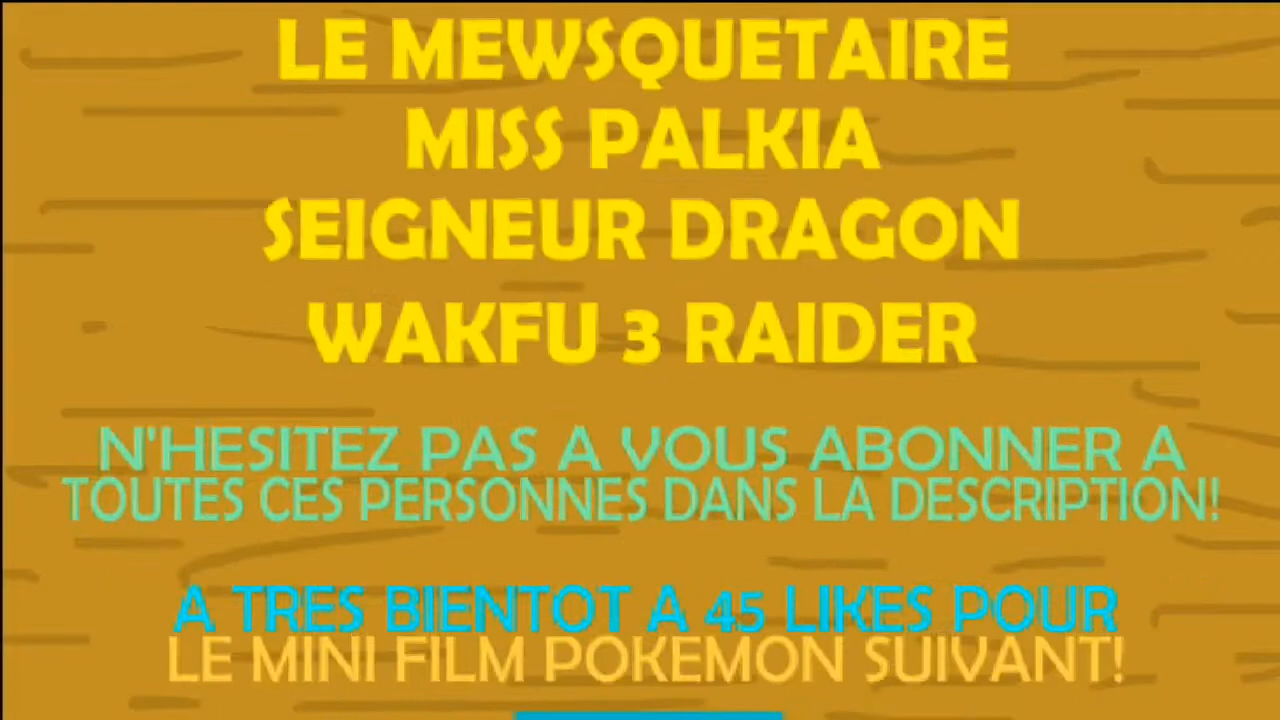 LE MEWSQUETAIRE
MISS PALKIA
SEIGNEUR DRAGON
WAKFU 3 RAIDER
N'HESITEZ PAS A VOUS ABONNER A
TOUTES CES PERSONNES DANS LA DESCRIPTION!
A TRES BIENTOT A 45 LIKES POUR
LE MINI FILM POKEMON SUIVANT!